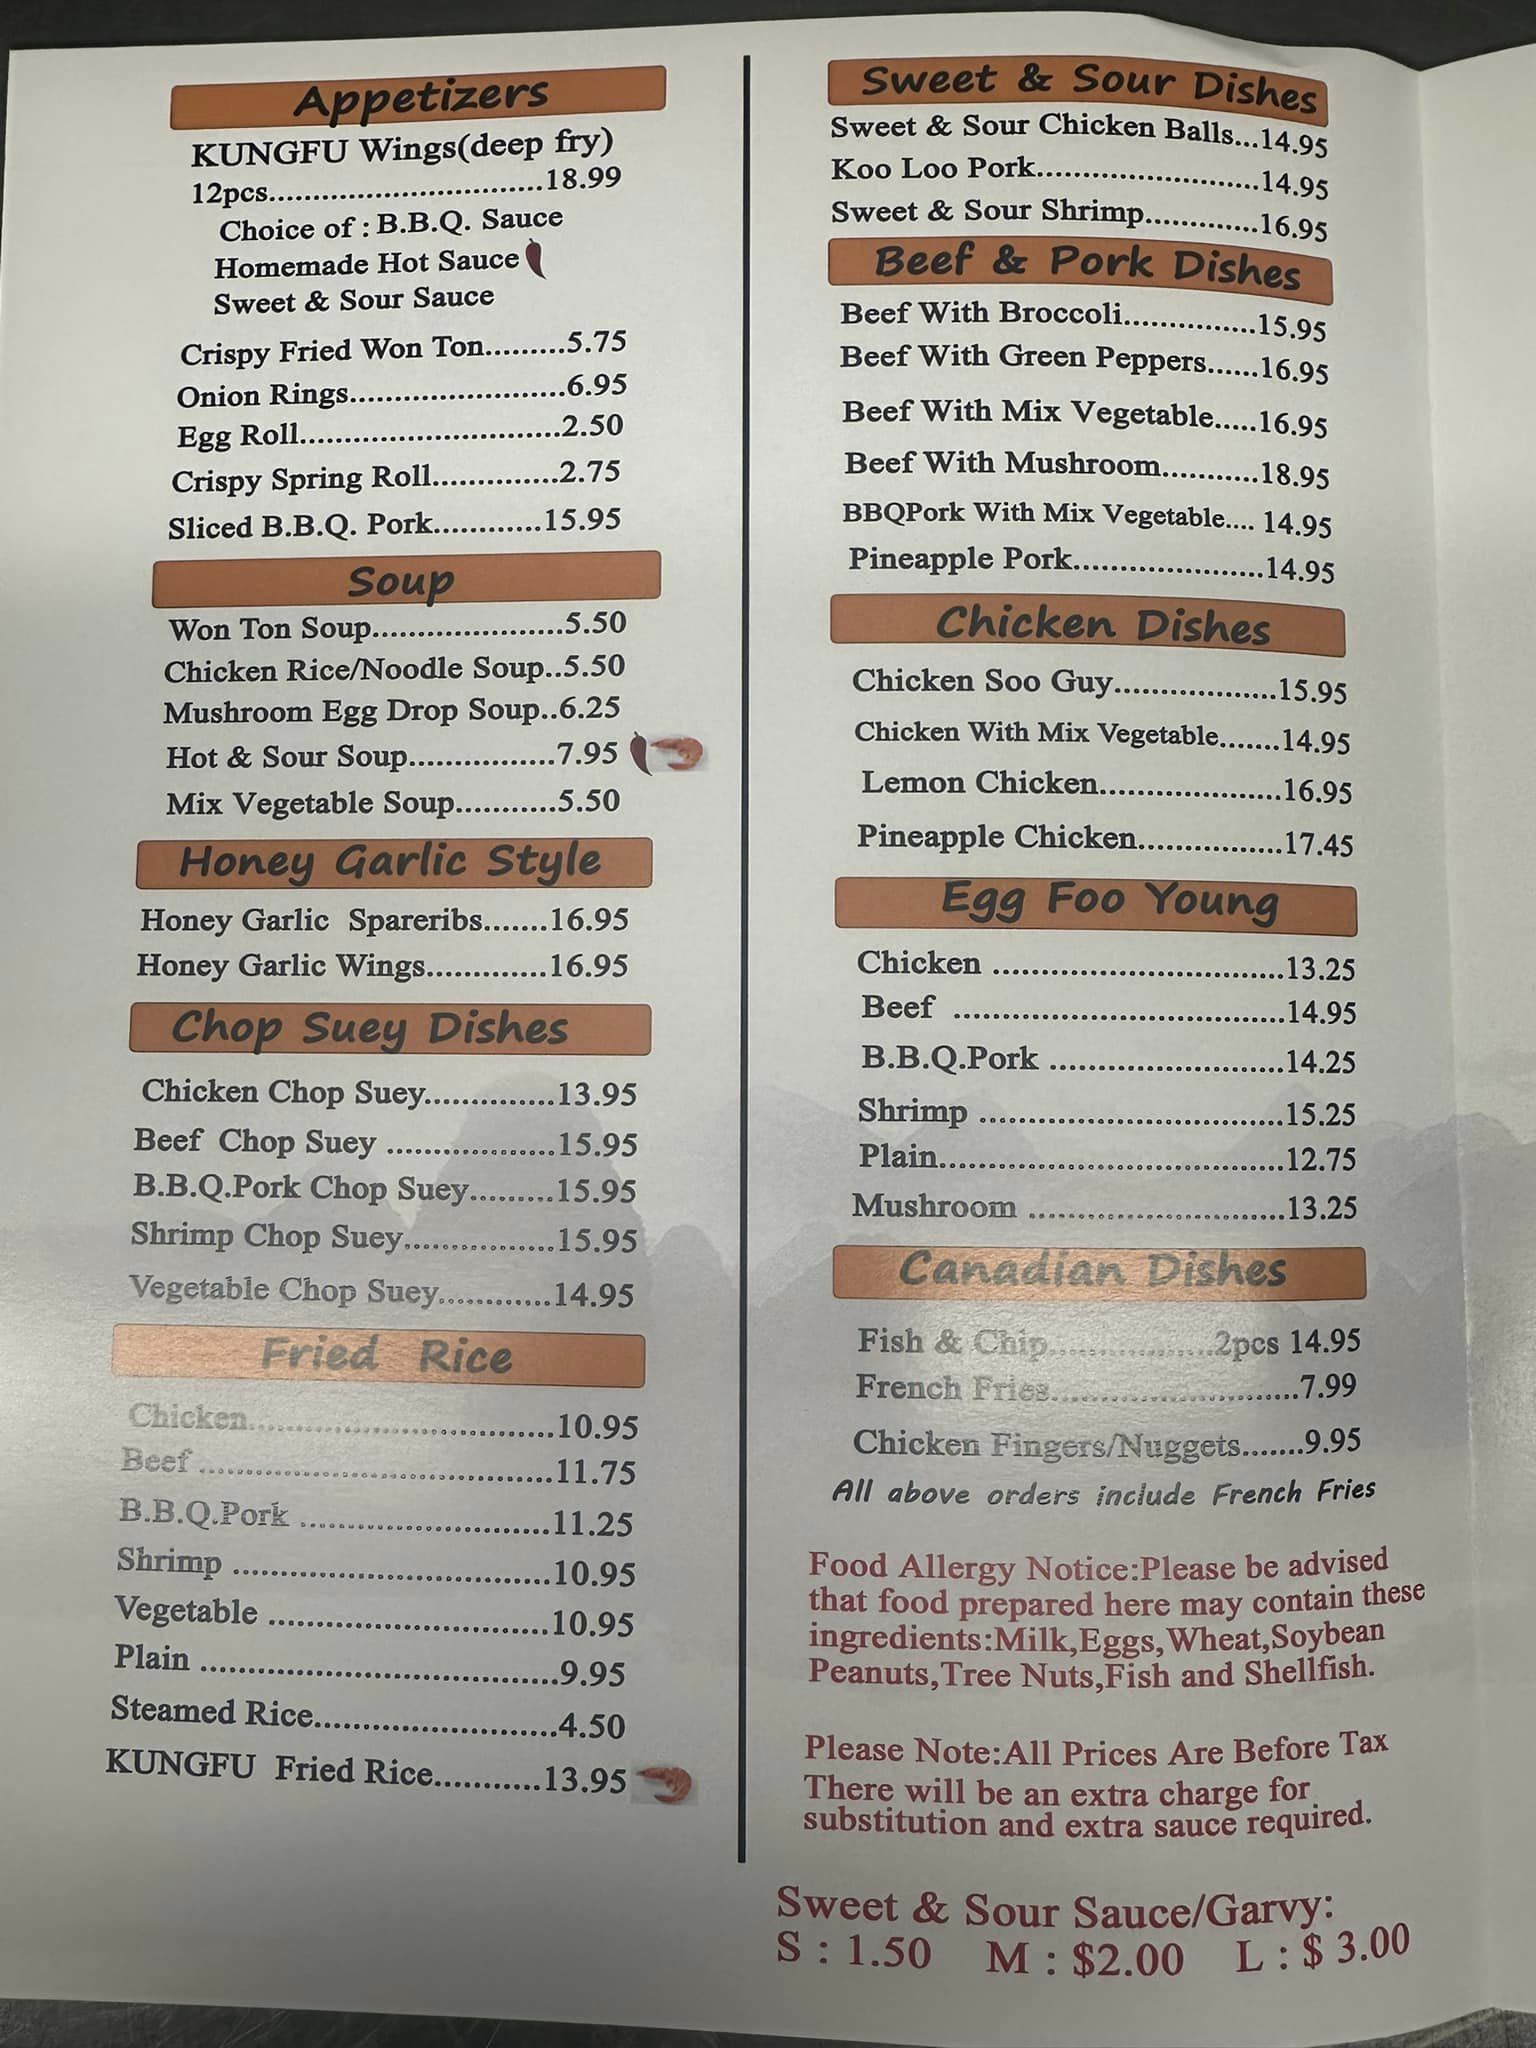 Appetizers
KUNGFU Wings(deep fry)
12pcs..............................18.99
Choice of : B.B.Q. Sauce
Homemade Hot Sauce
Sweet & Sour Sauce
Crispy Fried Won Ton.........5.75
Onion Rings........................6.95
Egg Roll.............................2.50
Crispy Spring Roll..............2.75
Sliced B.B.Q. Pork............15.95
Soup
Won Ton Soup.....................5.50
Chicken Rice/Noodle Soup..5.50
Mushroom Egg Drop Soup..6.25
Hot & Sour Soup................7.95
Mix Vegetable Soup...........5.50
Honey Garlic Style
Honey Garlic Spareribs.......16.95
Honey Garlic Wings.............16.95
Chop Suey Dishes
Chicken Chop Suey..............13.95
Beef Chop Suey ..................15.95
B.B.Q.Pork Chop Suey.........15.95
Shrimp Chop Suey................15.95
Vegetable Chop Suey............14.95
Fried Rice
Chicken.................................10.95
Beef ......................................11.75
B.B.Q.Pork ...........................11.25
Shrimp ..................................10.95
Vegetable ..............................10.95
Plain .......................................9.95
Steamed Rice..........................4.50
KUNGFU Fried Rice...........13.95
Sweet & Sour Dishes
Sweet & Sour Chicken Balls...14.95
Koo Loo Pork........................14.95
Sweet & Sour Shrimp............16.95
Beef & Pork Dishes
Beef With Broccoli...............15.95
Beef With Green Peppers......16.95
Beef With Mix Vegetable.....16.95
Beef With Mushroom...........18.95
BBQPork With Mix Vegetable.... 14.95
Pineapple Pork.....................14.95
Chicken Dishes
Chicken Soo Guy..................15.95
Chicken With Mix Vegetable.......14.95
Lemon Chicken....................16.95
Pineapple Chicken................17.45
Egg Foo Young
Chicken ................................13.25
Beef ....................................14.95
B.B.Q.Pork .........................14.25
Shrimp .................................15.25
Plain.....................................12.75
Mushroom ...........................13.25
Canadian Dishes
Fish & Chip..................2pcs 14.95
French Fries...........................7.99
Chicken Fingers/Nuggets.......9.95
All above orders include French Fries
Food Allergy Notice:Please be advised
that food prepared here may contain these
ingredients:Milk,Eggs,Wheat,Soybean
Peanuts,Tree Nuts,Fish and Shellfish.
Please Note:All Prices Are Before Tax
There will be an extra charge for
substitution and extra sauce required.
Sweet & Sour Sauce/Garvy:
S : 1.50 M : $2.00 L : $ 3.00